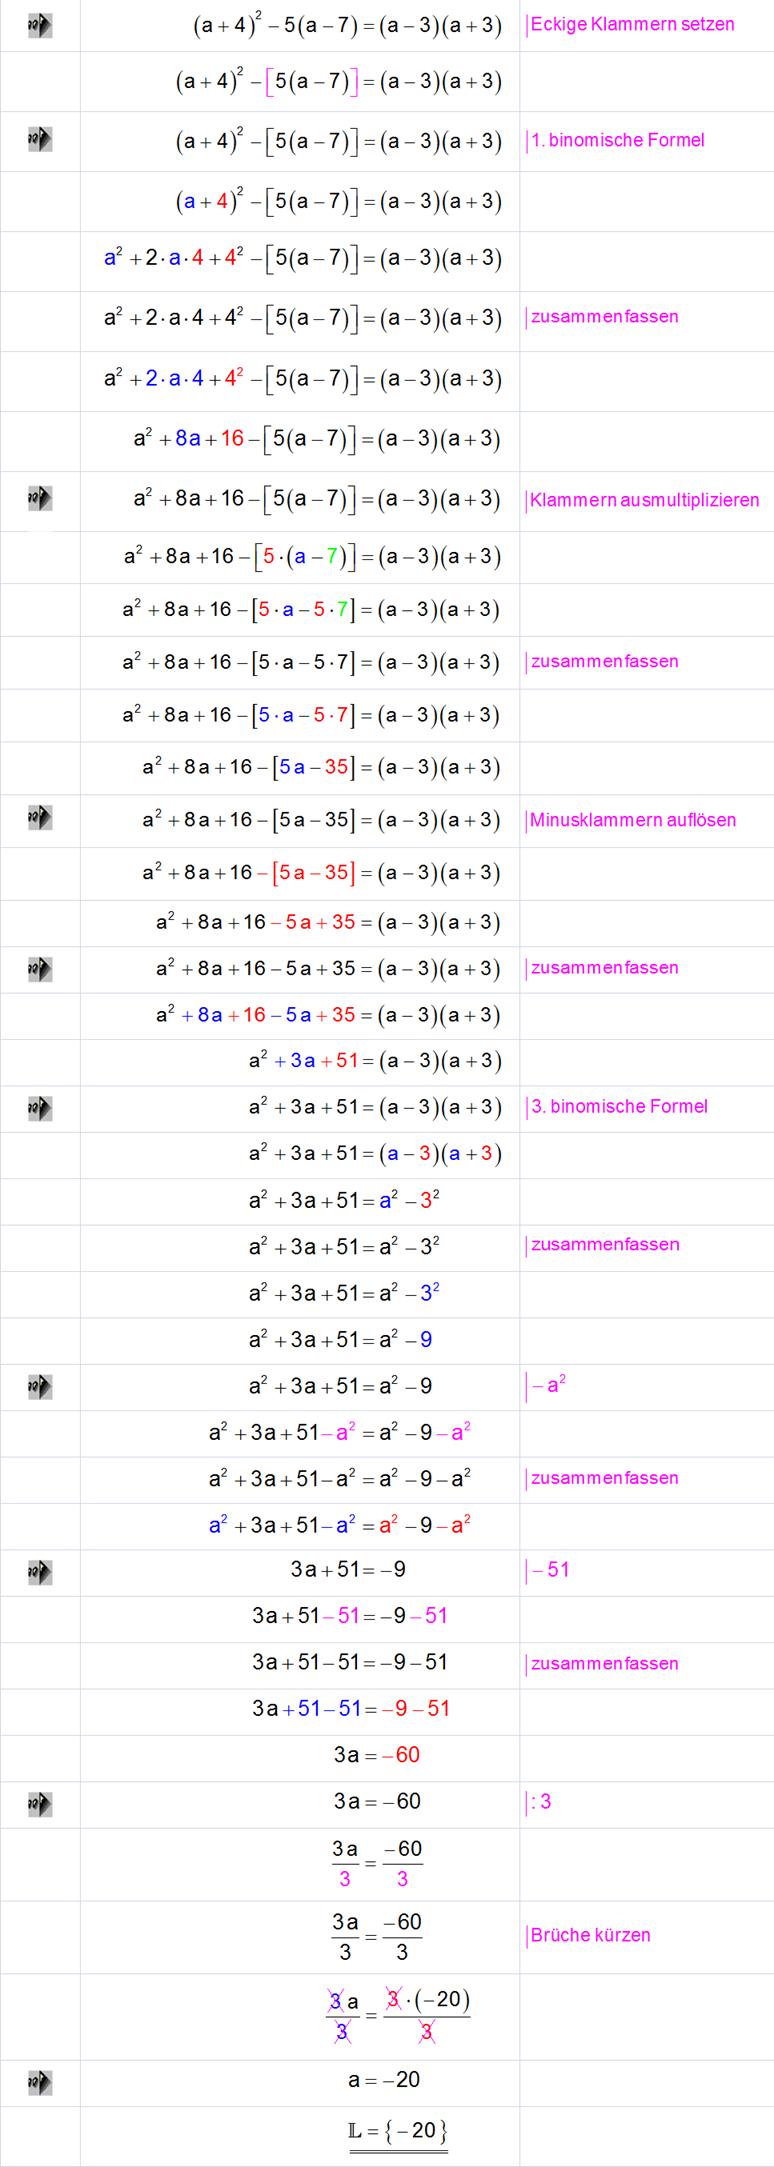 (a+4)² − 5(a−7) = (a−3)(a+3) |Eckige Klammern setzen
(a+4)² − [5(a−7)] = (a−3)(a+3)
(a+4)² − [5(a−7)] = (a−3)(a+3) |1. binomische Formel
(a+4)² − [5(a−7)] = (a−3)(a+3)
a² + 2·a·4 + 4² − [5(a−7)] = (a−3)(a+3)
a² + 2·a·4 + 4² − [5(a−7)] = (a−3)(a+3) |zusammenfassen
a² + 2·a·4 + 4² − [5(a−7)] = (a−3)(a+3)
a² + 8a + 16 − [5(a−7)] = (a−3)(a+3)
a² + 8a + 16 − [5(a−7)] = (a−3)(a+3) |Klammern ausmultiplizieren
a² + 8a + 16 − [5·(a−7)] = (a−3)(a+3)
a² + 8a + 16 − [5·a − 5·7] = (a−3)(a+3)
a² + 8a + 16 − [5·a − 5·7] = (a−3)(a+3) |zusammenfassen
a² + 8a + 16 − [5·a − 5·7] = (a−3)(a+3)
a² + 8a + 16 − [5a − 35] = (a−3)(a+3)
a² + 8a + 16 − [5a − 35] = (a−3)(a+3) |Minusklammern auflösen
a² + 8a + 16 − [5a − 35] = (a−3)(a+3)
a² + 8a + 16 − 5a + 35 = (a−3)(a+3)
a² + 8a + 16 − 5a + 35 = (a−3)(a+3) |zusammenfassen
a² + 8a + 16 − 5a + 35 = (a−3)(a+3)
a² + 3a + 51 = (a−3)(a+3)
a² + 3a + 51 = (a−3)(a+3) |3. binomische Formel
a² + 3a + 51 = (a−3)(a+3)
a² + 3a + 51 = a² − 3²
a² + 3a + 51 = a² − 3² |zusammenfassen
a² + 3a + 51 = a² − 3²
a² + 3a + 51 = a² − 9
a² + 3a + 51 = a² − 9 |− a²
a² + 3a + 51 − a² = a² − 9 − a²
a² + 3a + 51 − a² = a² − 9 − a² |zusammenfassen
a² + 3a + 51 − a² = a² − 9 − a²
3a + 51 = −9 |− 51
3a + 51 − 51 = −9 − 51
3a + 51 − 51 = −9 − 51 |zusammenfassen
3a + 51 − 51 = −9 − 51
3a = −60
3a = −60 |: 3
3a/3 = −60/3
3a/3 = −60/3 |Brüche kürzen
3a/3 = 3·(−20)/3
a = −20
𝕃 = {−20}